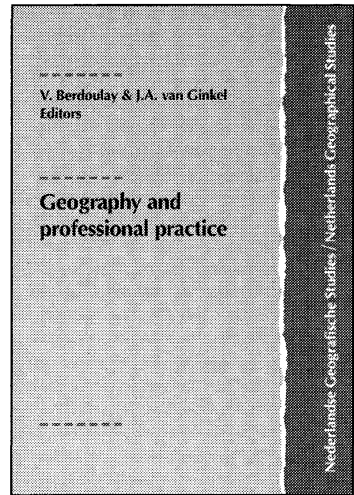 V. Berdoulay & J.A. van Ginkel
Editors
Geography and
professional practice
Nederlandse Geografische Studies / Netherlands Geographical Studies